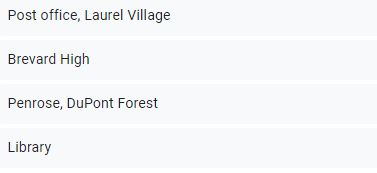 Post office, Laurel Village
Brevard High
Penrose, DuPont Forest
Library